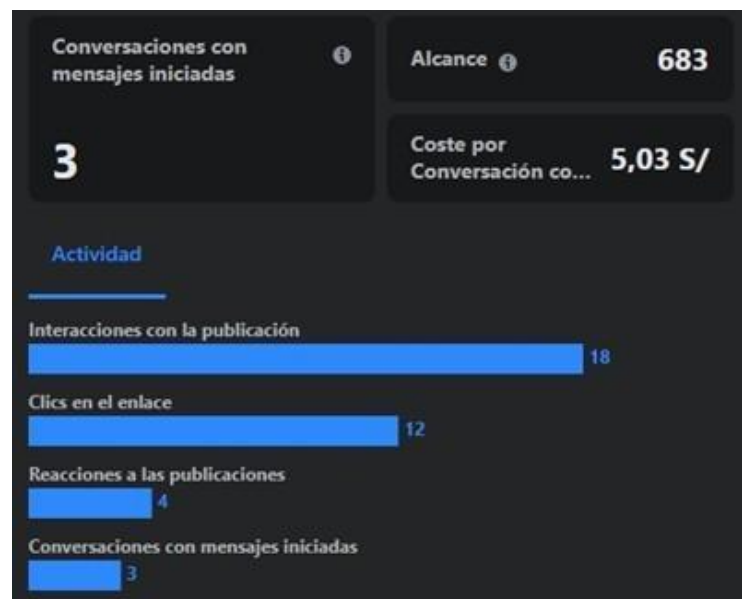 Conversaciones con
mensajes iniciadas
3
Alcance 683
Coste por
Conversación co... 5,03 S/
Actividad
Interacciones con la publicación
18
Clics en el enlace
12
Reacciones a las publicaciones
4
Conversaciones con mensajes iniciadas
3